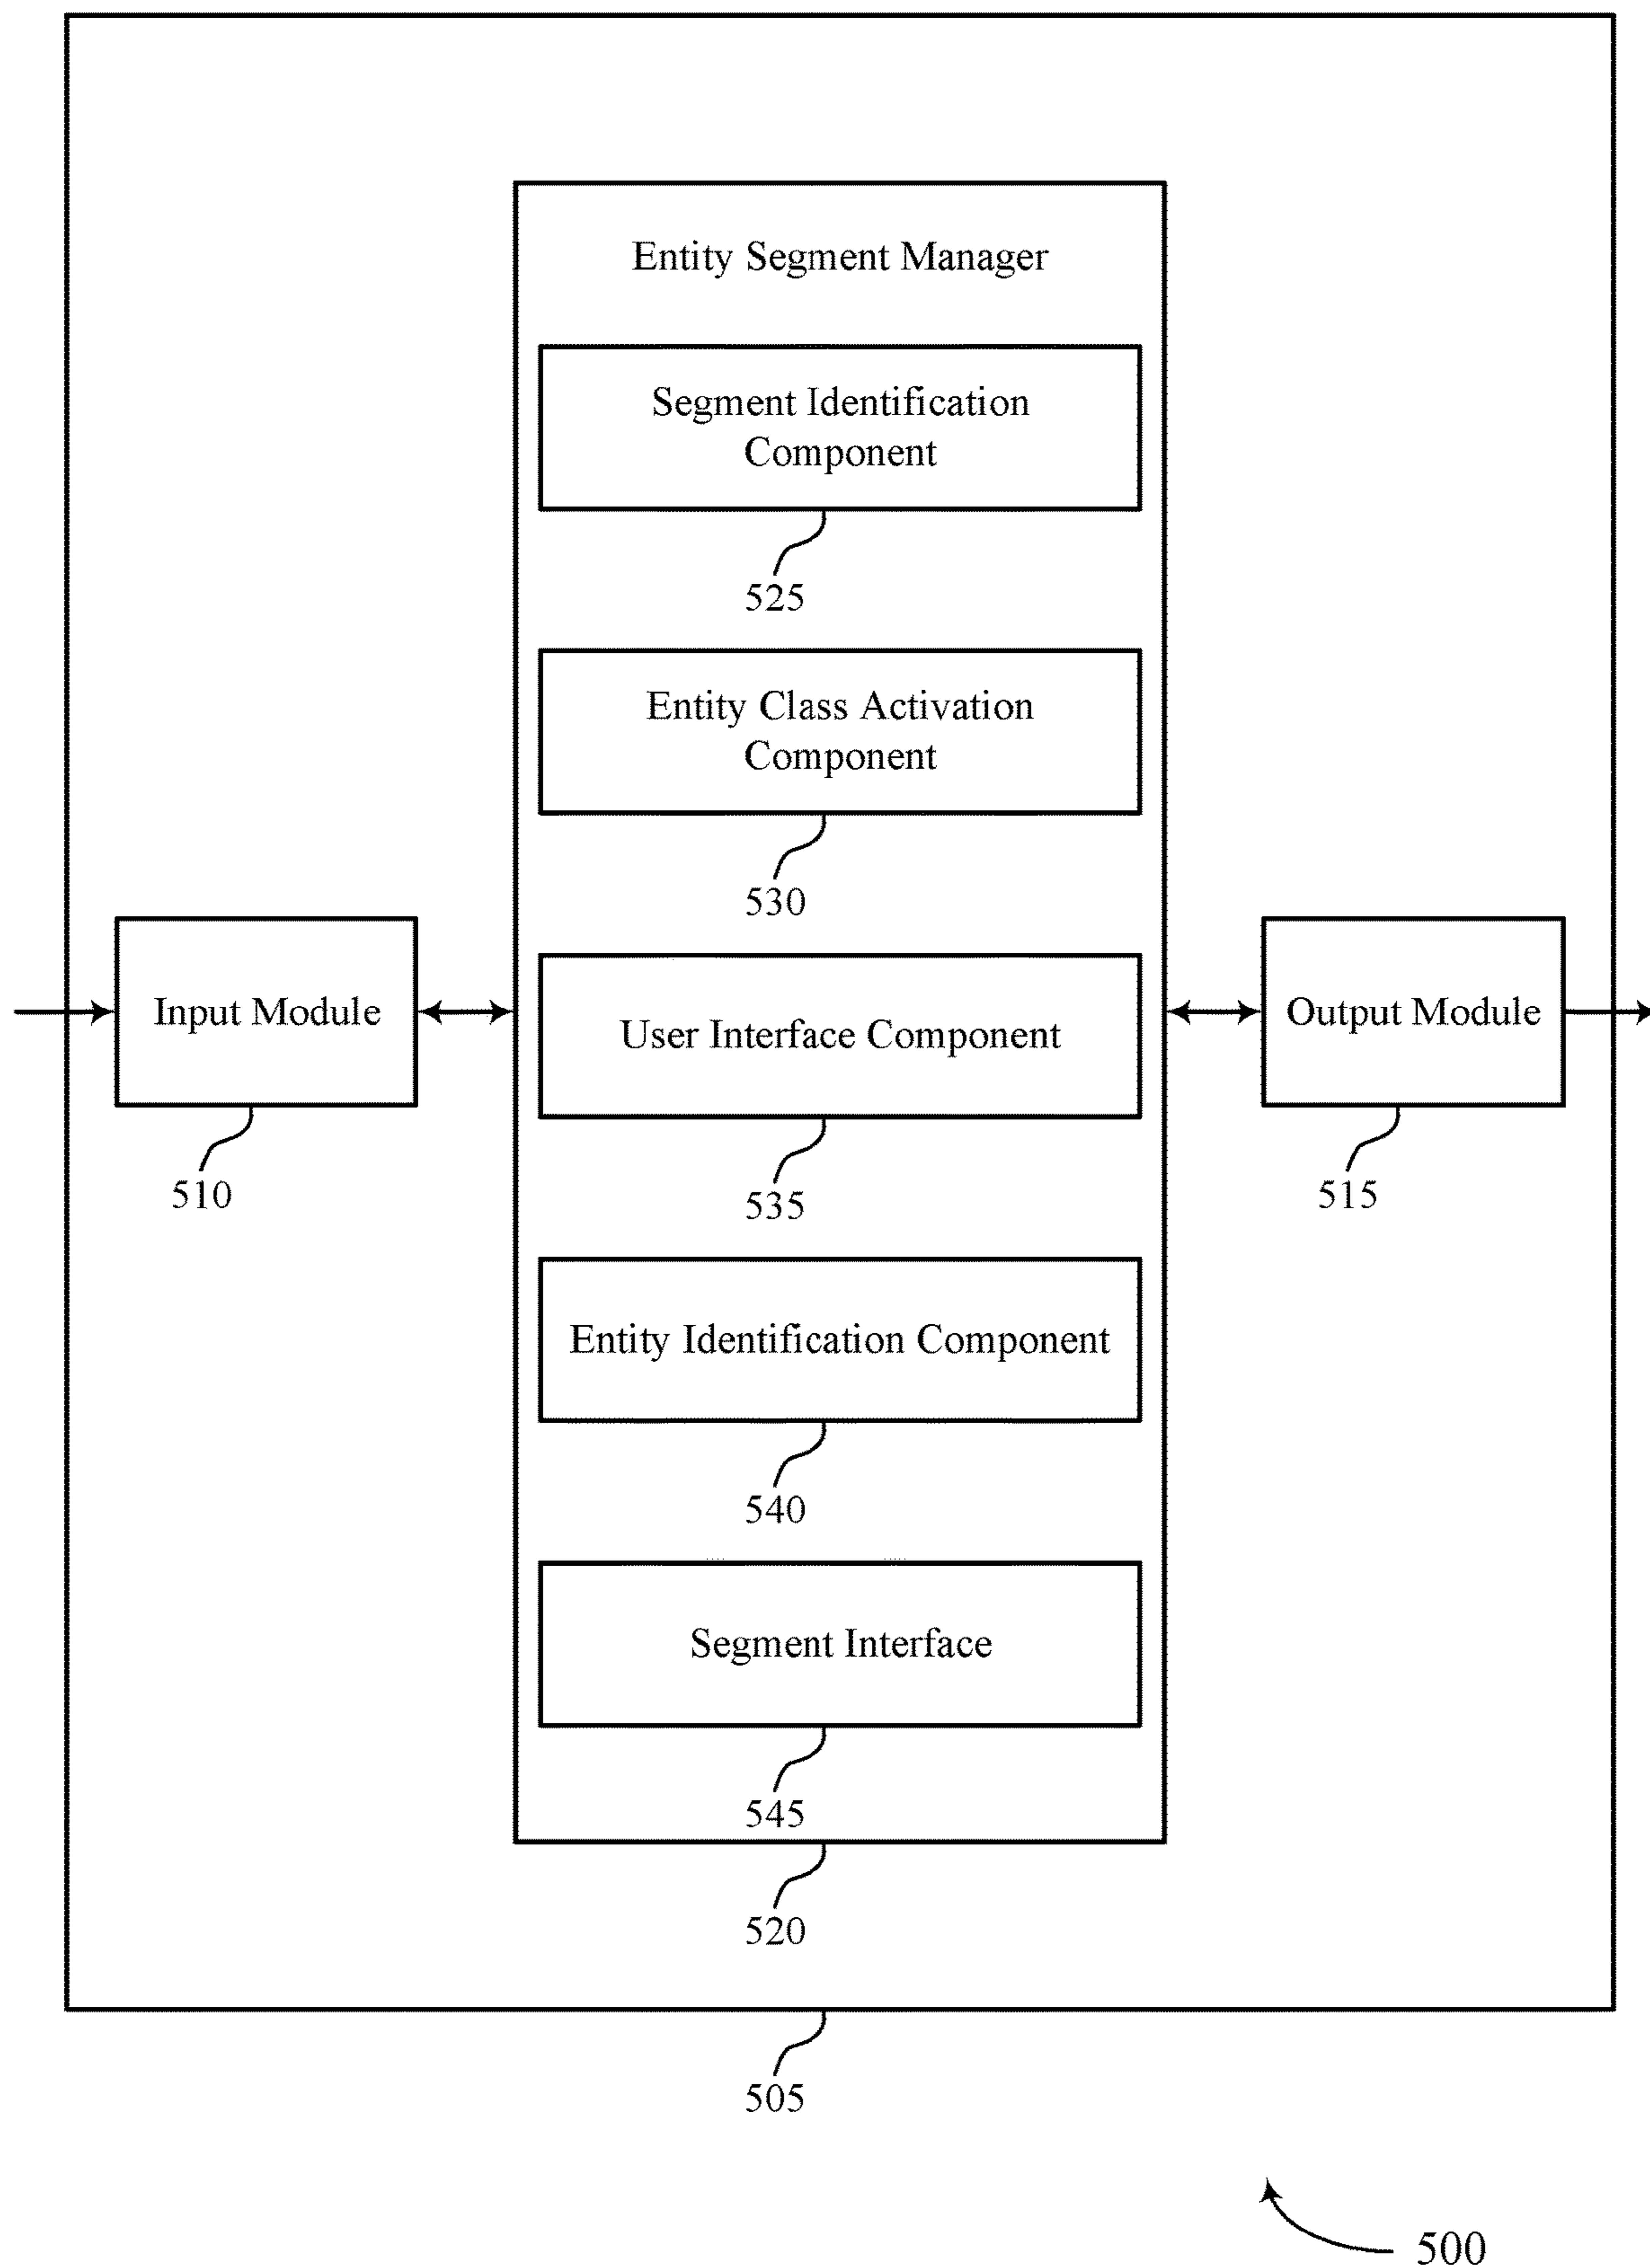 Entity Segment Manager
Segment Identification
Component
525
Entity Class Activation
Component
530
Input Module
510
User Interface Component
535
Output Module
515
Entity Identification Component
540
Segment Interface
545
520
505
500